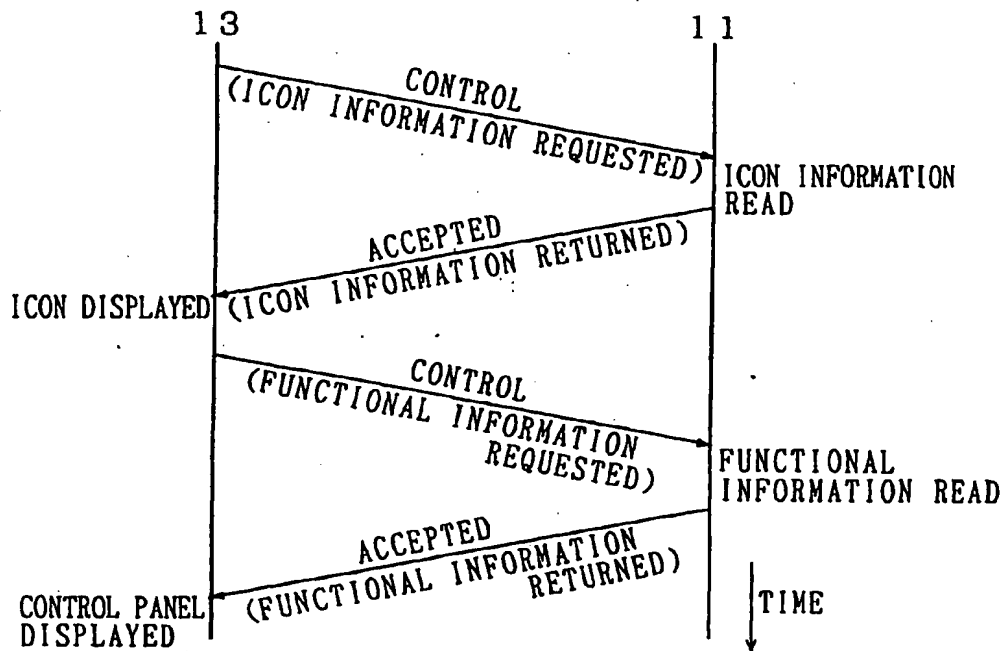 13
11
CONTROL
(ICON INFORMATION REQUESTED)
ICON INFORMATION
READ
ACCEPTED
(ICON INFORMATION RETURNED)
ICON DISPLAYED
CONTROL
(FUNCTIONAL INFORMATION
REQUESTED)
FUNCTIONAL
INFORMATION READ
ACCEPTED
(FUNCTIONAL INFORMATION
RETURNED)
CONTROL PANEL
DISPLAYED
TIME